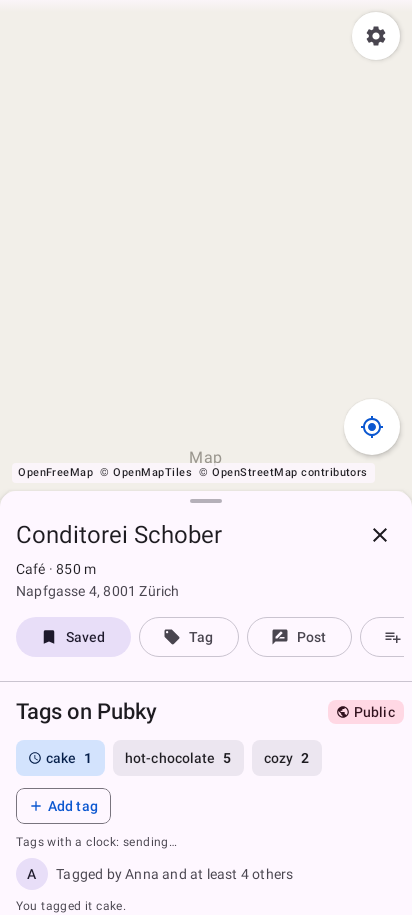 Map
OpenFreeMap © OpenMapTiles © OpenStreetMap contributors
Conditorei Schober
Café · 850 m
Napfgasse 4, 8001 Zürich
Saved
Tag
Post
Tags on Pubky
Public
cake 1
hot-chocolate 5
cozy 2
+ Add tag
Tags with a clock: sending…
A
Tagged by Anna and at least 4 others
You tagged it cake.